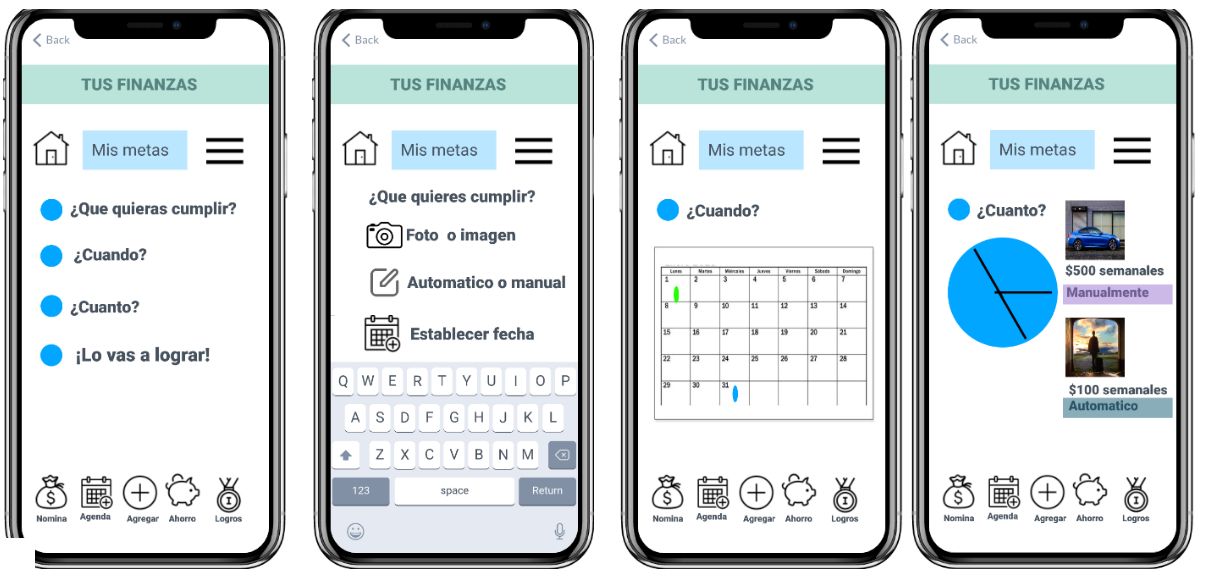 Back
TUS FINANZAS
Mis metas
¿Que quieras cumplir?
¿Cuando?
¿Cuanto?
¡Lo vas a lograr!
Nomina Agenda Agregar Ahorro Logros
Back
TUS FINANZAS
Mis metas
¿Que quieres cumplir?
Foto o imagen
Automatico o manual
Establecer fecha
Q W E R T Y U I O P
A S D F G H J K L
Z X C V B N M
123 space Return
Back
TUS FINANZAS
Mis metas
¿Cuando?
Lunes Martes Miércoles Jueves Viernes Sábado Domingo
1 2 3 4 5 6 7
8 9 10 11 12 13 14
15 16 17 18 19 20 21
22 23 24 25 26 27 28
29 30 31
Nomina Agenda Agregar Ahorro Logros
Back
TUS FINANZAS
Mis metas
¿Cuanto?
$500 semanales
Manualmente
$100 semanales
Automatico
Nomina Agenda Agregar Ahorro Logros